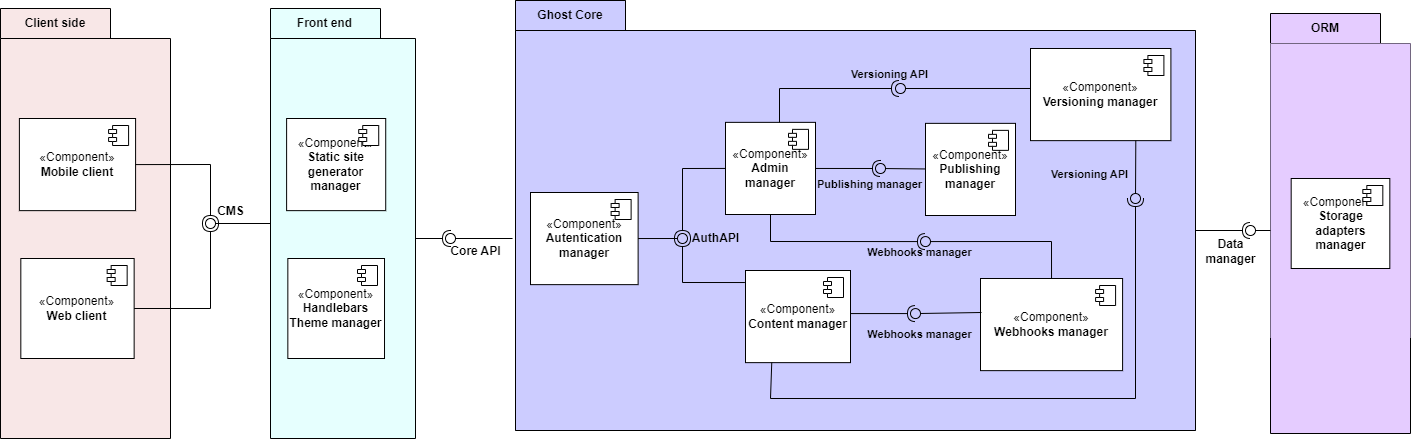 Client side
«Component»
Mobile client
«Component»
Web client
CMS
Front end
«Component»
Static site
generator
manager
«Component»
Handlebars
Theme manager
Core API
Ghost Core
«Component»
Autentication
manager
AuthAPI
«Component»
Admin
manager
Versioning API
«Component»
Versioning manager
Publishing manager
«Component»
Publishing
manager
Versioning API
Webhooks manager
«Component»
Content manager
Webhooks manager
«Component»
Webhooks manager
Data
manager
ORM
«Component»
Storage
adapters
manager